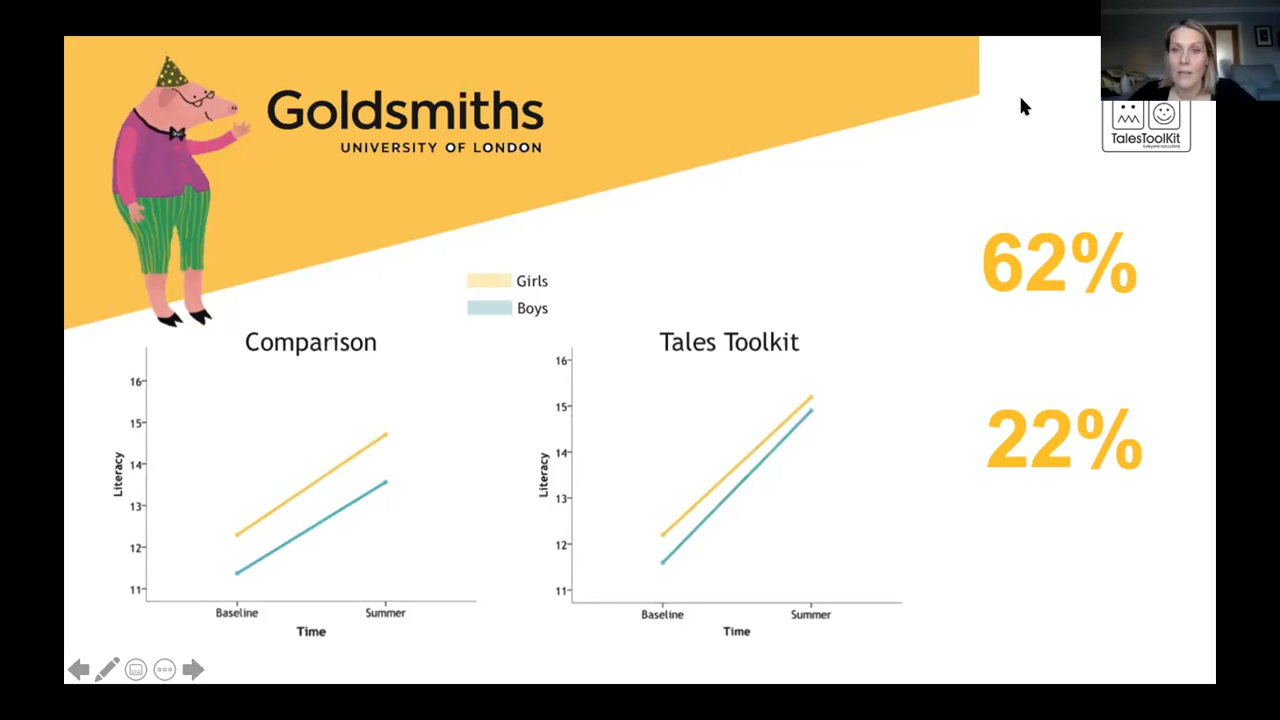 Goldsmiths
UNIVERSITY OF LONDON
TalesToolKit
62%
22%
Girls
Boys
Comparison
16
15
14
13
12
11
Literacy
Baseline
Summer
Time
Tales Toolkit
16
15
14
13
12
11
Literacy
Baseline
Summer
Time